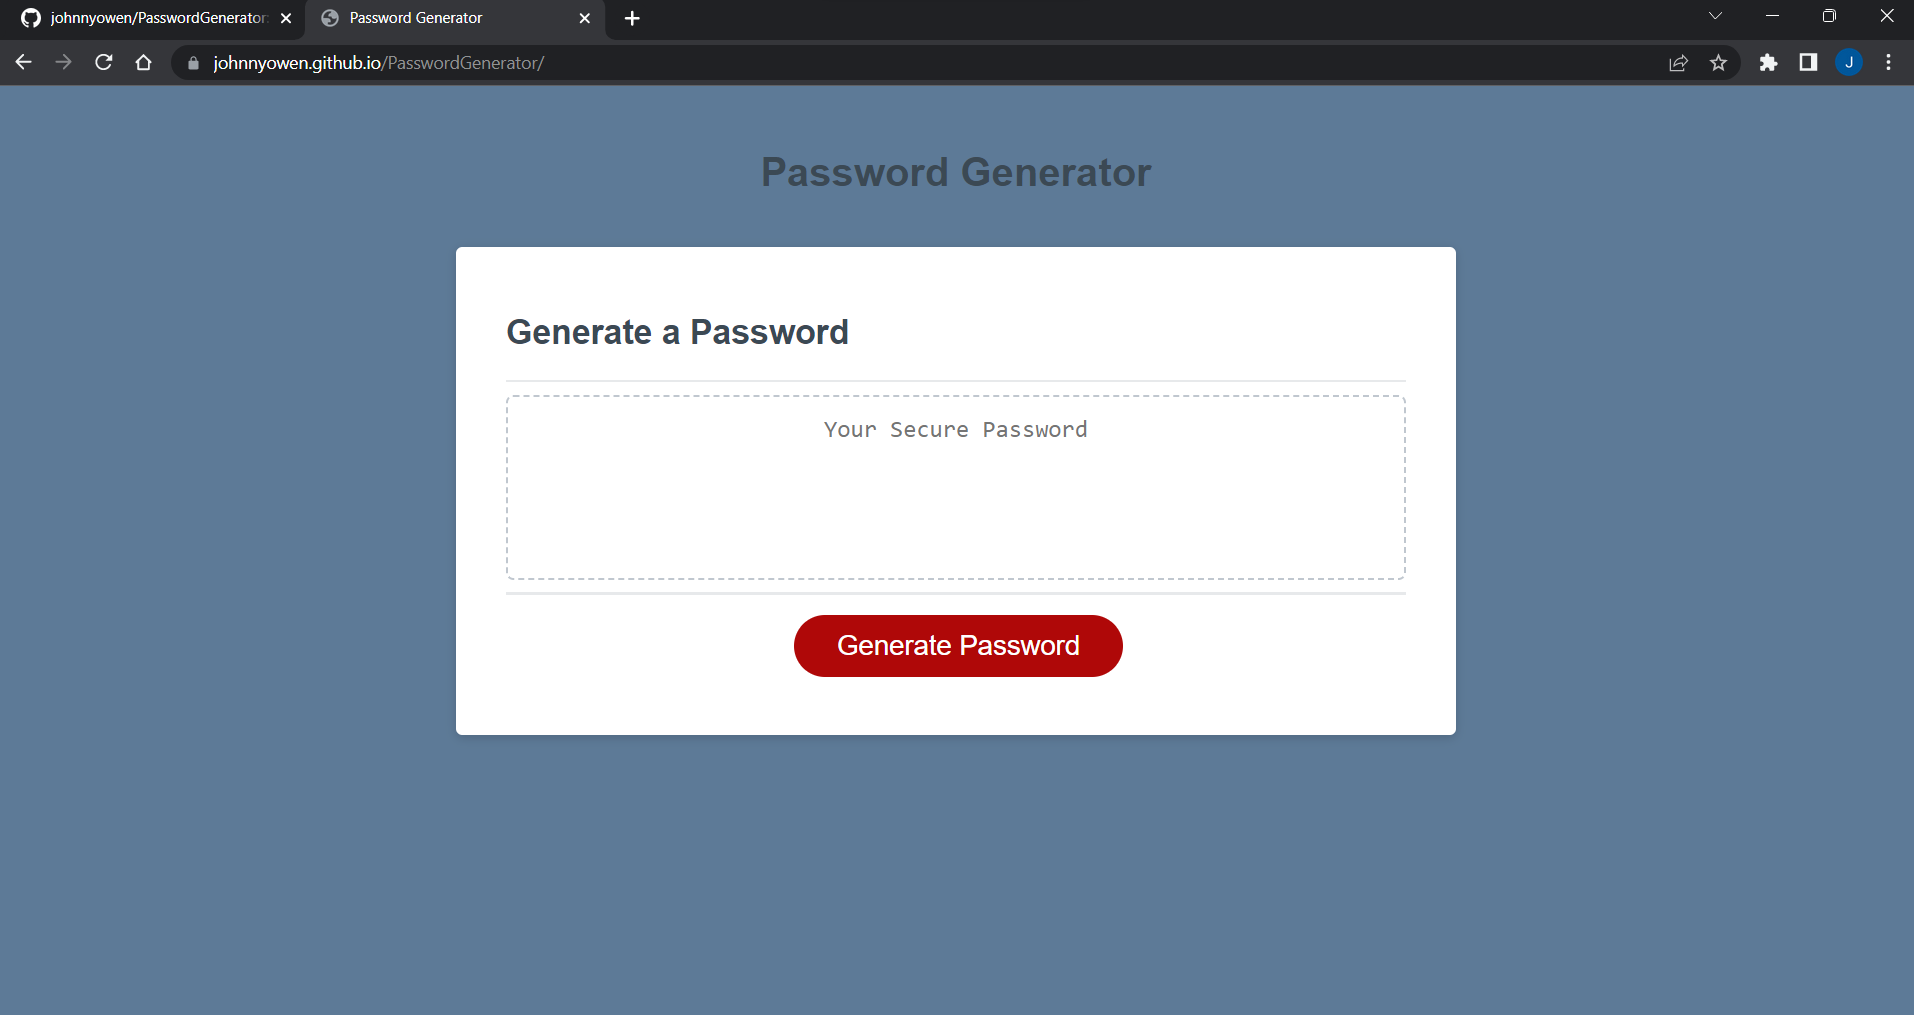 johnnyowen/PasswordGenerator:
Password Generator
johnnyowen.github.io/PasswordGenerator/
J
Password Generator
Generate a Password
Your Secure Password
Generate Password